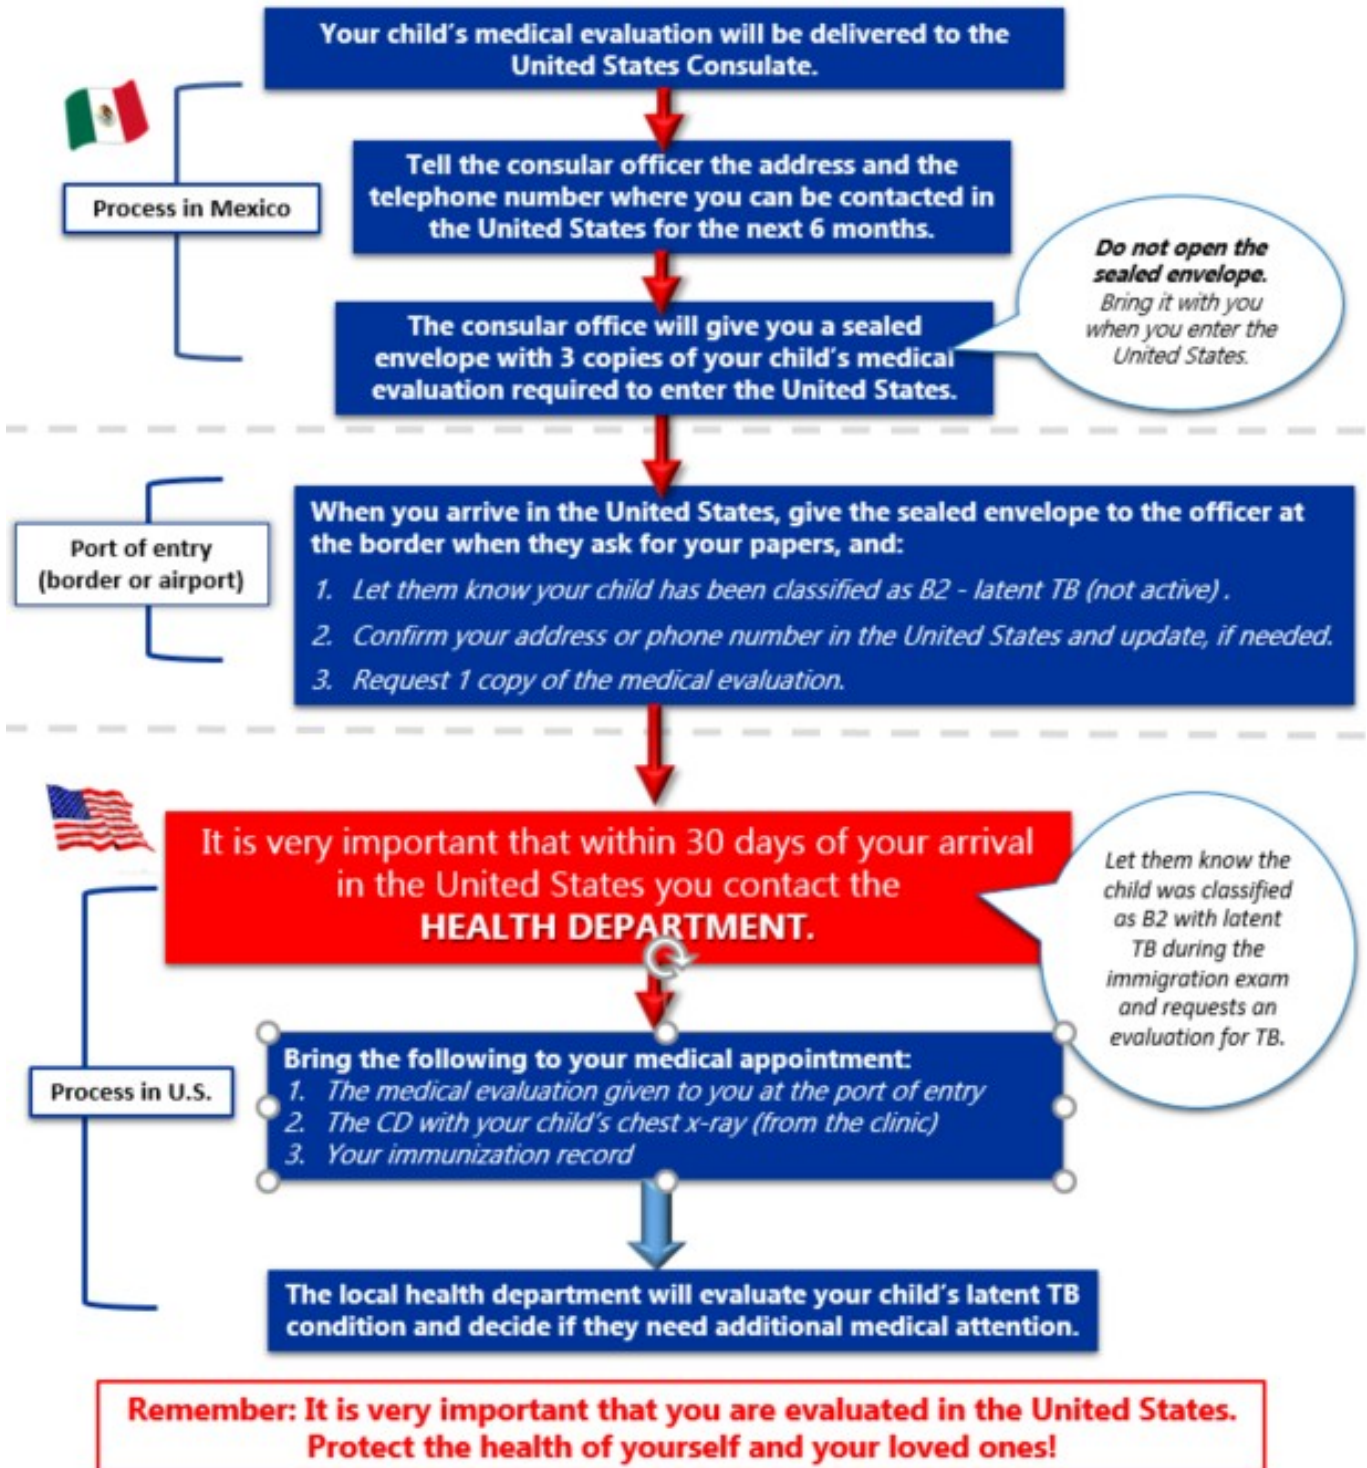 Your child's medical evaluation will be delivered to the
United States Consulate.
Process in Mexico
Tell the consular officer the address and the
telephone number where you can be contacted in
the United States for the next 6 months.
The consular office will give you a sealed
envelope with 3 copies of your child's medical
evaluation required to enter the United States.
Do not open the
sealed envelope.
Bring it with you
when you enter the
United States.
Port of entry
(border or airport)
When you arrive in the United States, give the sealed envelope to the officer at
the border when they ask for your papers, and:
1. Let them know your child has been classified as B2 - latent TB (not active) .
2. Confirm your address or phone number in the United States and update, if needed.
3. Request 1 copy of the medical evaluation.
It is very important that within 30 days of your arrival
in the United States you contact the
HEALTH DEPARTMENT.
Let them know the
child was classified
as B2 with latent
TB during the
immigration exam
and requests an
evaluation for TB.
Process in U.S.
Bring the following to your medical appointment:
1. The medical evaluation given to you at the port of entry
2. The CD with your child's chest x-ray (from the clinic)
3. Your immunization record
The local health department will evaluate your child's latent TB
condition and decide if they need additional medical attention.
Remember: It is very important that you are evaluated in the United States.
Protect the health of yourself and your loved ones!